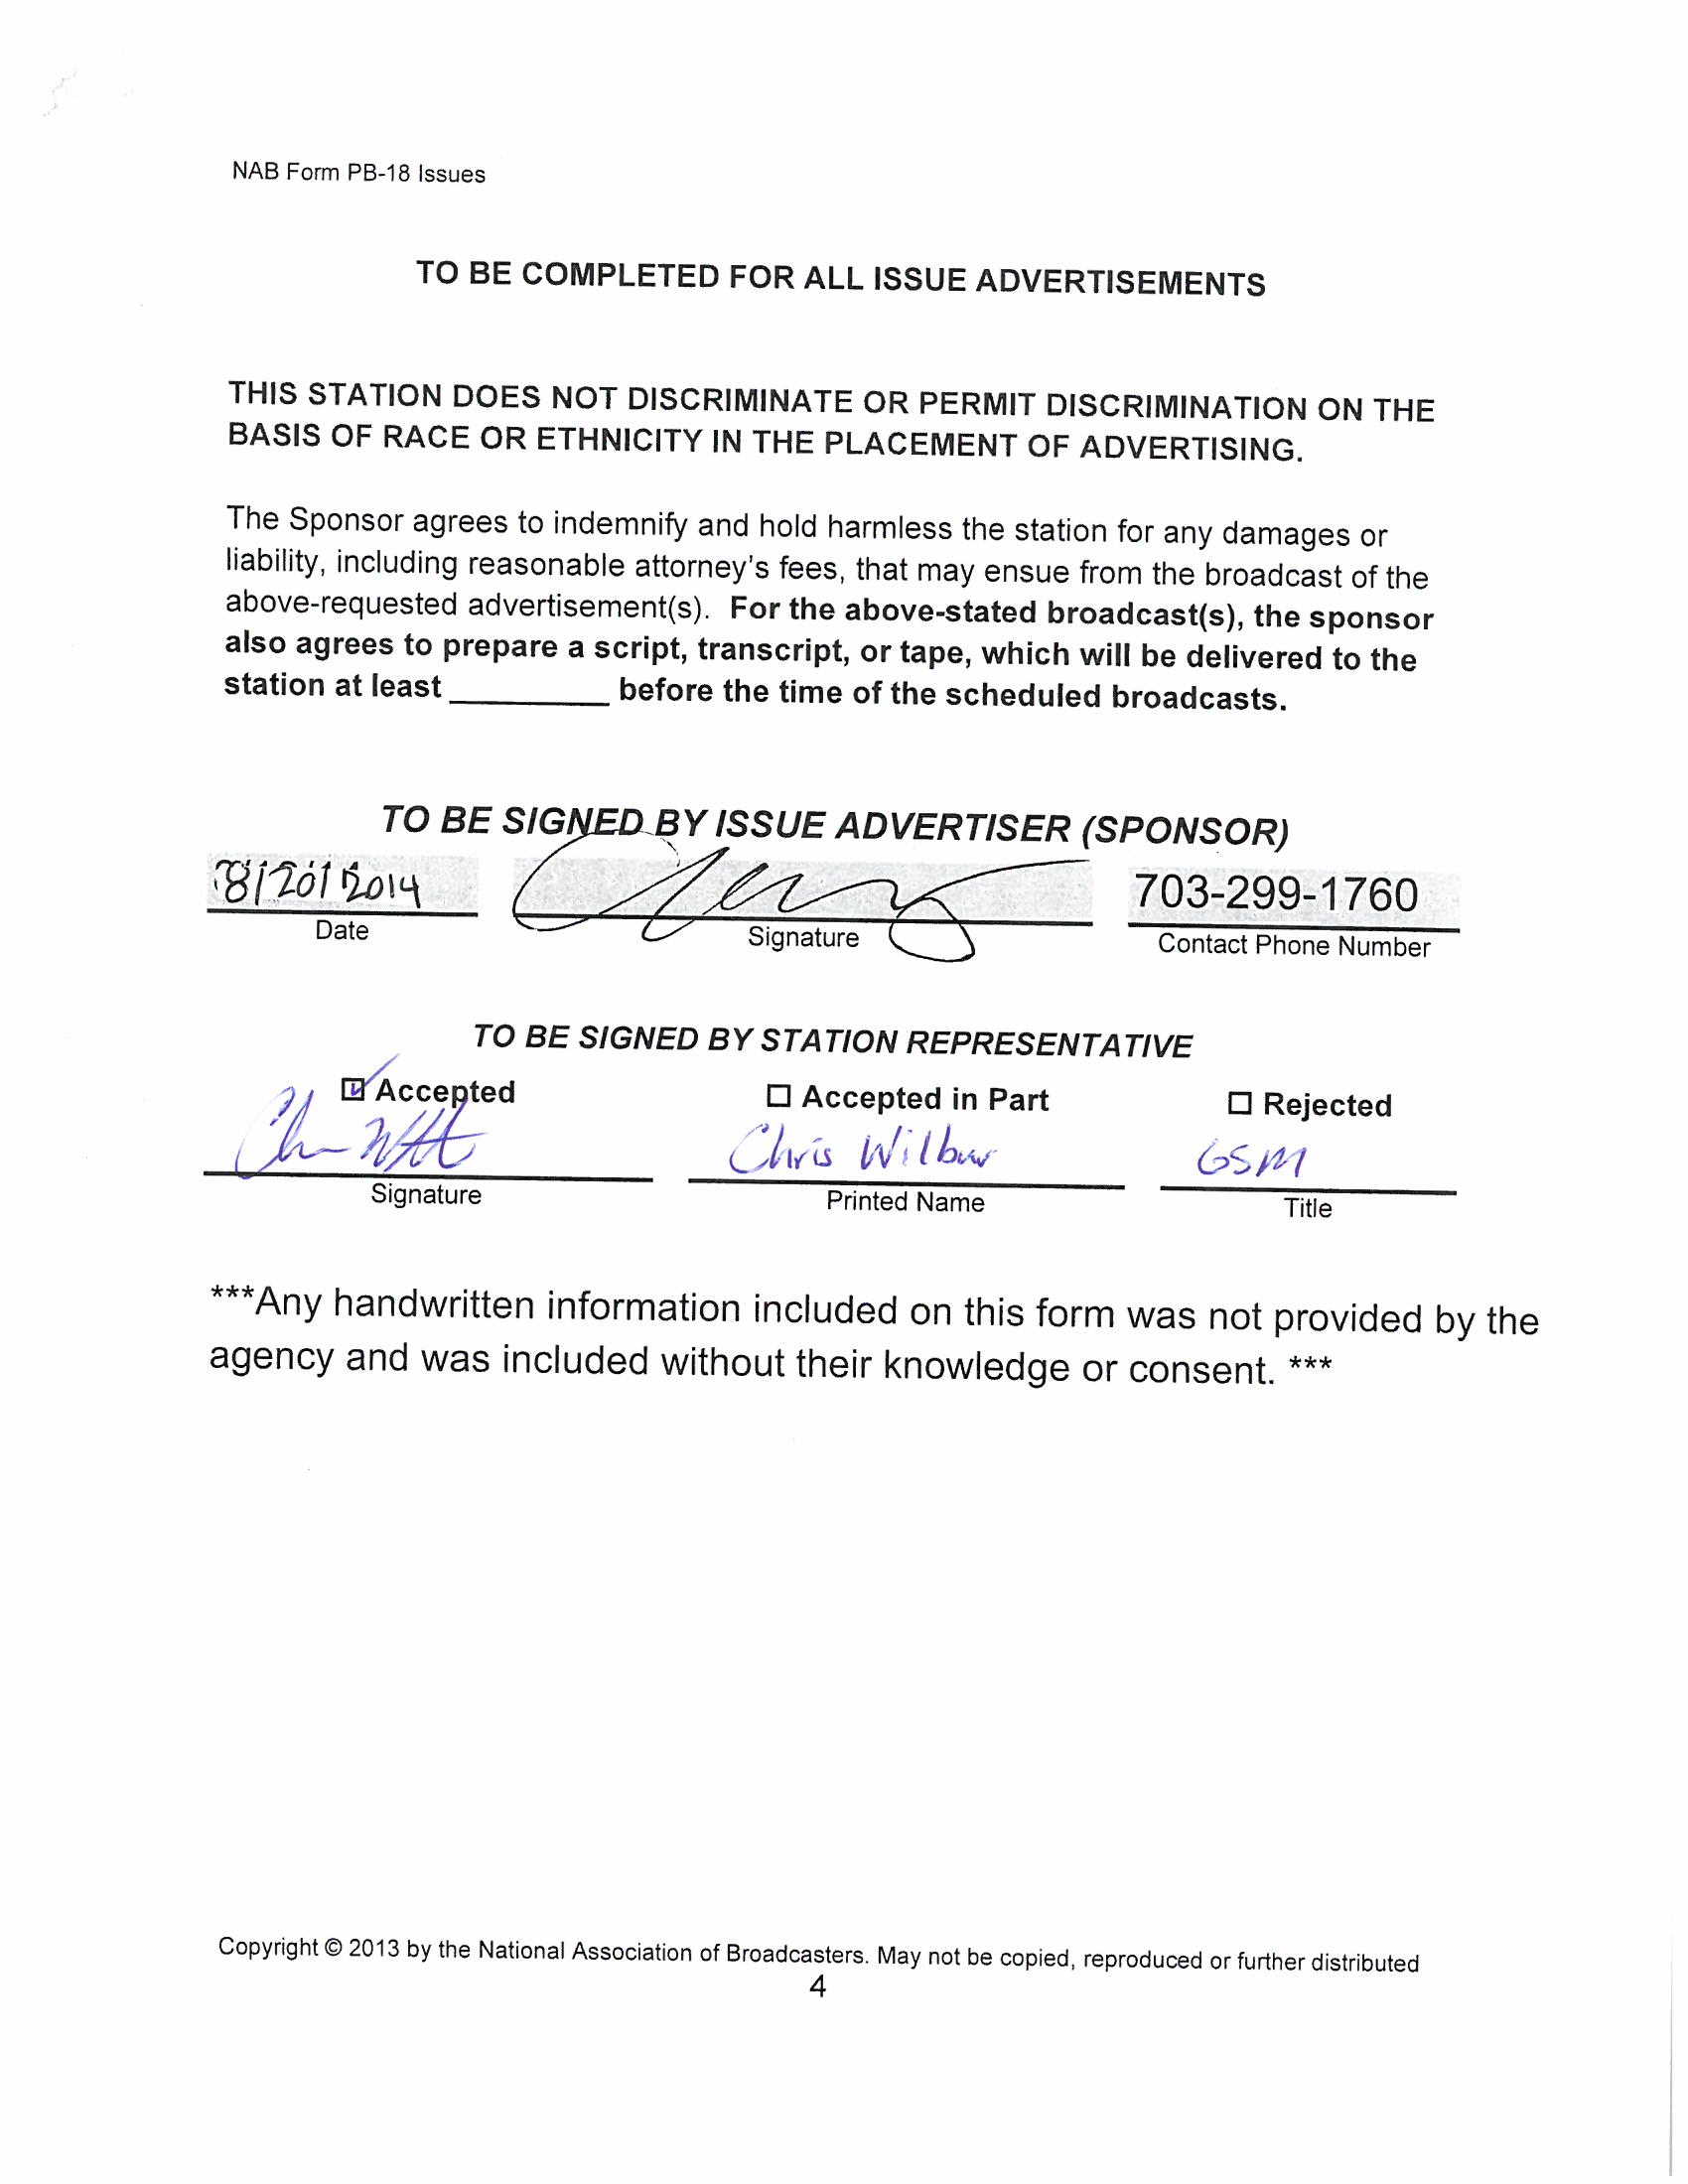 NAB Form PB-18 Issues
TO BE COMPLETED FOR ALL ISSUE ADVERTISEMENTS
THIS STATION DOES NOT DISCRIMINATE OR PERMIT DISCRIMINATION ON THE
BASIS OF RACE OR ETHNICITY IN THE PLACEMENT OF ADVERTISING.
The Sponsor agrees to indemnify and hold harmless the station for any damages or
liability, including reasonable attorney's fees, that may ensue from the broadcast of the
above-requested advertisement(s). For the above-stated broadcast(s), the sponsor
also agrees to prepare a script, transcript, or tape, which will be delivered to the
station at least _________ before the time of the scheduled broadcasts.
TO BE SIGNED BY ISSUE ADVERTISER (SPONSOR)
8/20/2014 703-299-1760
Date Signature Contact Phone Number
TO BE SIGNED BY STATION REPRESENTATIVE
☑ Accepted ☐ Accepted in Part ☐ Rejected
Chris Wilbur GSM
Signature Printed Name Title
***Any handwritten information included on this form was not provided by the
agency and was included without their knowledge or consent. ***
Copyright © 2013 by the National Association of Broadcasters. May not be copied, reproduced or further distributed
4